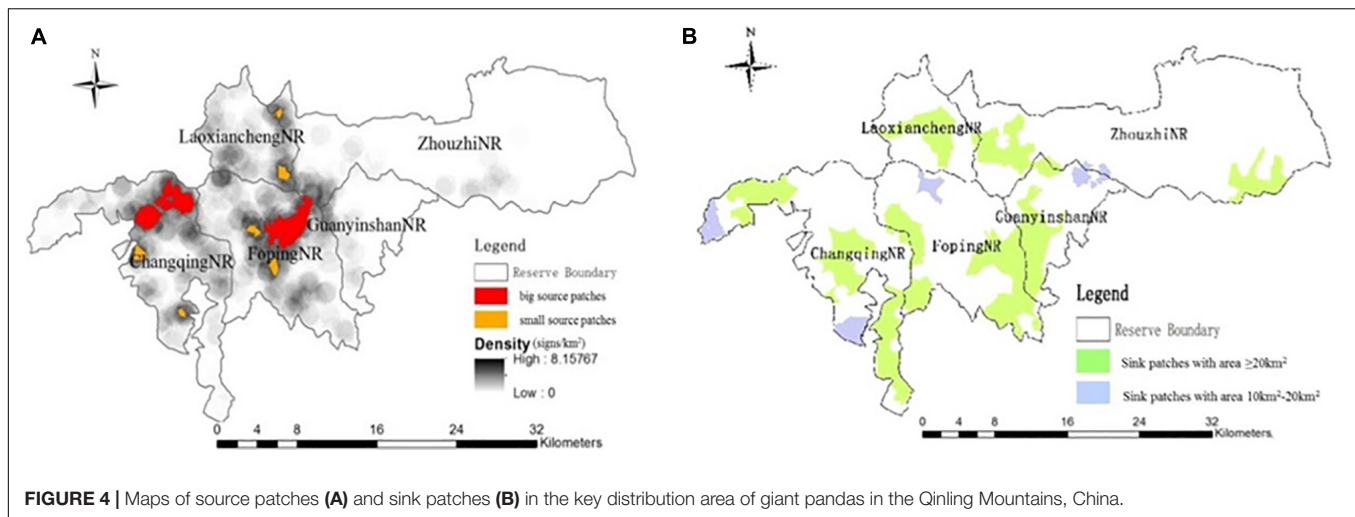 A
N
LaoxianchengNR
ZhouzhiNR
GuanyinshanNR
FopingNR
ChangqingNR
Legend
Reserve Boundary
big source patches
small source patches
Density (signs/km²)
High : 8.15767
Low : 0
0 4 8 16 24 32
Kilometers
B
N
LaoxianchengNR
ZhouzhiNR
GuanyinshanNR
FopingNR
ChangqingNR
Legend
Reserve Boundary
Sink patches with area ≥20km²
Sink patches with area 10km²-20km²
0 4 8 16 24 32
Kilometers
FIGURE 4 | Maps of source patches (A) and sink patches (B) in the key distribution area of giant pandas in the Qinling Mountains, China.